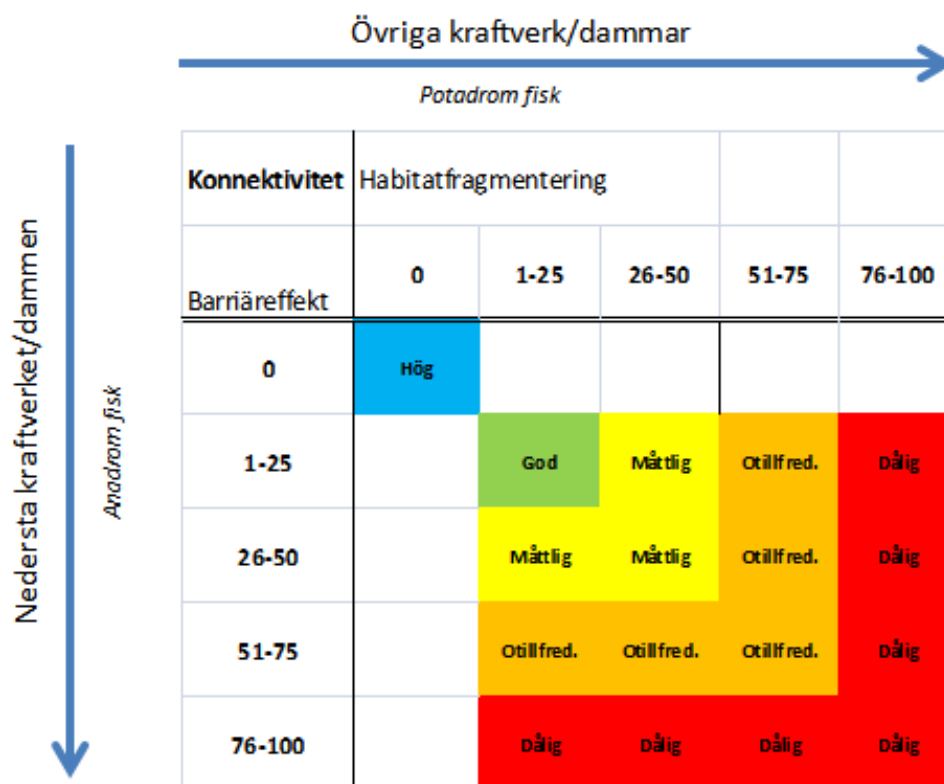 Övriga kraftverk/dammar
Potadrom fisk
Nedersta kraftverket/dammen
Anadrom fisk
Konnektivitet Habitatfragmentering
Barriäreffekt 0 1-25 26-50 51-75 76-100
0 Hög
1-25 God Måttlig Otillfred. Dålig
26-50 Måttlig Måttlig Otillfred. Dålig
51-75 Otillfred. Otillfred. Otillfred. Dålig
76-100 Dålig Dålig Dålig Dålig